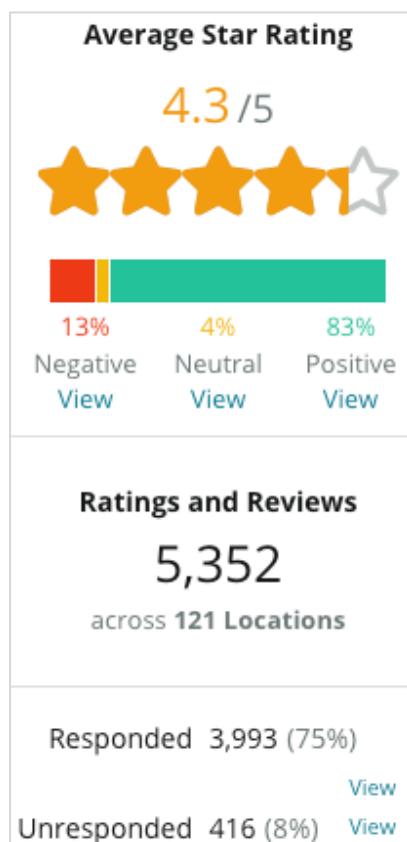 Average Star Rating
4.3 /5
13% 4% 83%
Negative Neutral Positive
View View View
Ratings and Reviews
5,352
across 121 Locations
Responded 3,993 (75%)
View
Unresponded 416 (8%) View